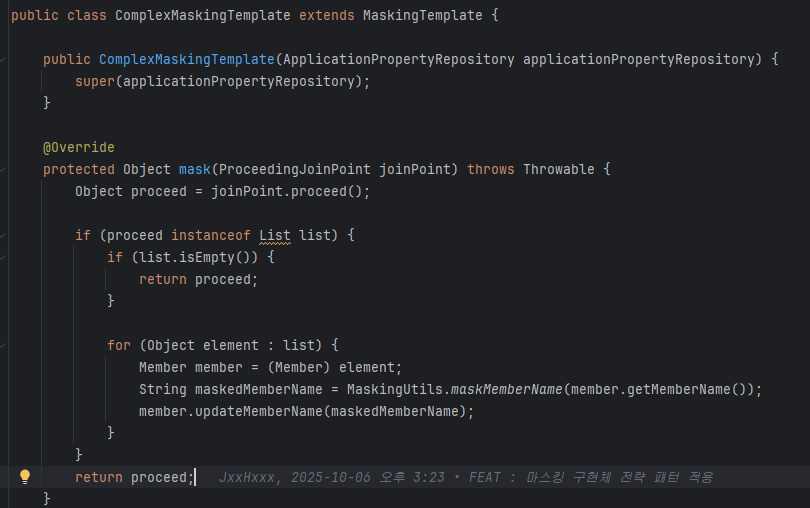 public class ComplexMaskingTemplate extends MaskingTemplate {
    public ComplexMaskingTemplate(ApplicationPropertyRepository applicationPropertyRepository) {
        super(applicationPropertyRepository);
    }
    @Override
    protected Object mask(ProceedingJoinPoint joinPoint) throws Throwable {
        Object proceed = joinPoint.proceed();
        if (proceed instanceof List list) {
            if (list.isEmpty()) {
                return proceed;
            }
            for (Object element : list) {
                Member member = (Member) element;
                String maskedMemberName = MaskingUtils.maskMemberName(member.getMemberName());
                member.updateMemberName(maskedMemberName);
            }
        }
        return proceed; JxxHxxx, 2025-10-06 오후 3:23 • FEAT : 마스킹 구현체 전략 패턴 적용
    }